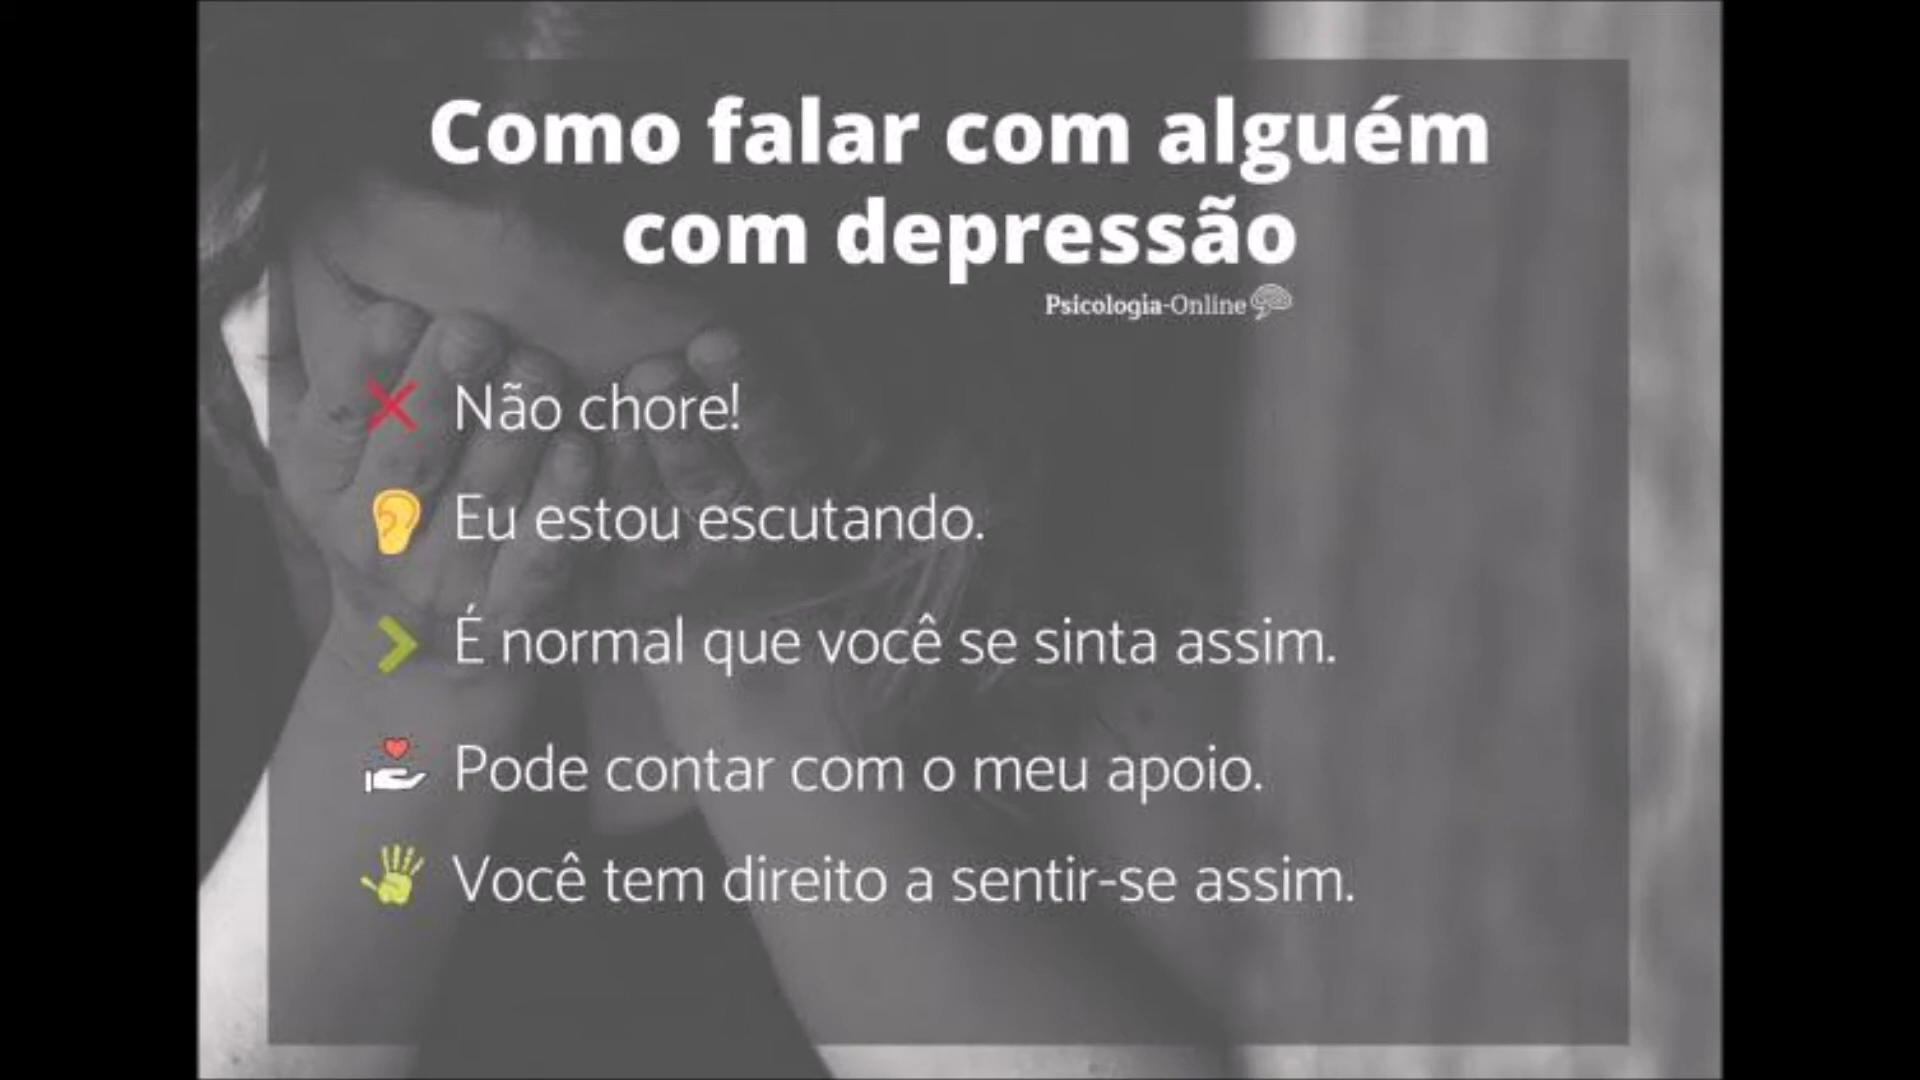 Como falar com alguém
com depressão
Psicologia-Online
Não chore!
Eu estou escutando.
É normal que você se sinta assim.
Pode contar com o meu apoio.
Você tem direito a sentir-se assim.